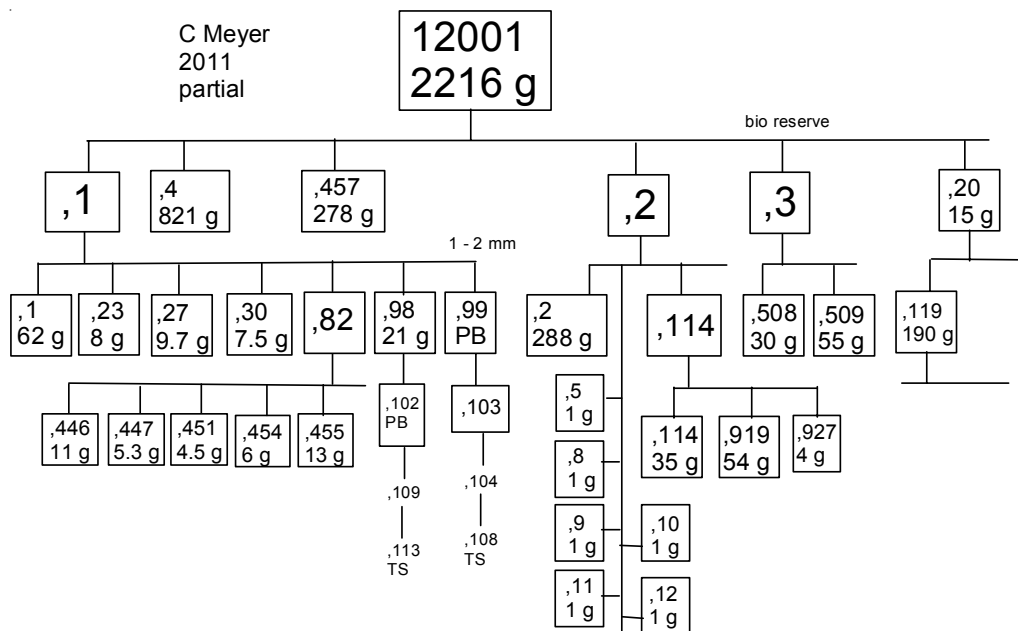 C Meyer
2011
partial
12001
2216 g
bio reserve
,1
,4
821 g
,457
278 g
,2
,3
,20
15 g
1 - 2 mm
,1
62 g
,23
8 g
,27
9.7 g
,30
7.5 g
,82
,98
21 g
,99
PB
,2
288 g
,114
,508
30 g
,509
55 g
,119
190 g
,446
11 g
,447
5.3 g
,451
4.5 g
,454
6 g
,455
13 g
,102
PB
,103
,109
,113
TS
,104
,108
TS
,5
1 g
,8
1 g
,9
1 g
,10
1 g
,11
1 g
,12
1 g
,114
35 g
,919
54 g
,927
4 g